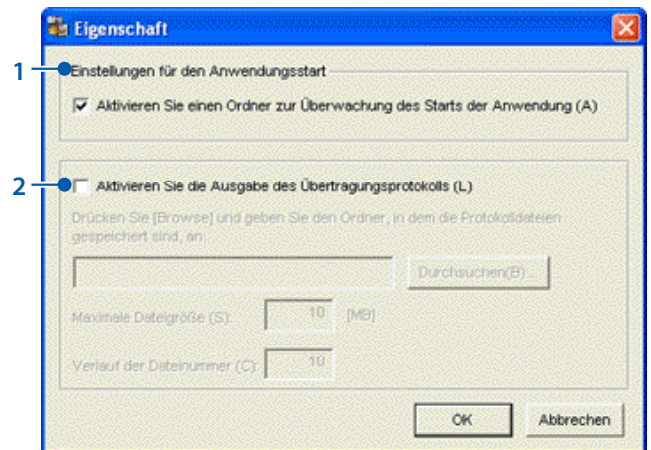 Eigenschaft
1
Einstellungen für den Anwendungsstart
Aktivieren Sie einen Ordner zur Überwachung des Starts der Anwendung (A)
2
Aktivieren Sie die Ausgabe des Übertragungsprotokolls (L)
Drücken Sie [Browse] und geben Sie den Ordner, in dem die Protokolldateien
gespeichert sind, an:
Durchsuchen(B)...
Maximale Dateigröße (S): 10 [MB]
Verlauf der Dateinummer (C): 10
OK Abbrechen